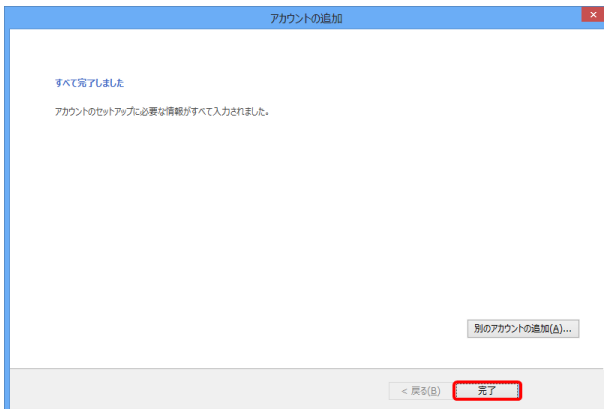 アカウントの追加
すべて完了しました
アカウントのセットアップに必要な情報がすべて入力されました。
別のアカウントの追加(A)...
< 戻る(B)
完了